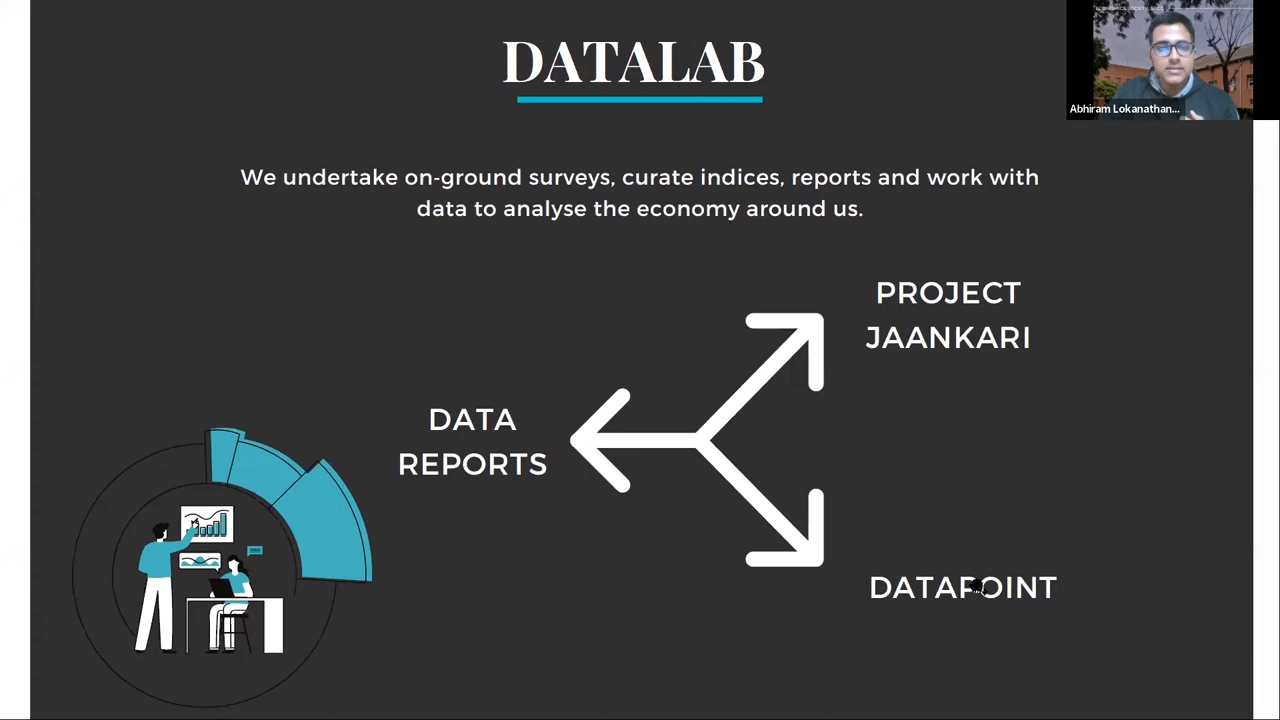 DATALAB
We undertake on-ground surveys, curate indices, reports and work with
data to analyse the economy around us.
PROJECT
JAANKARI
DATA
REPORTS
DATAPOINT
Abhiram Lokanathan...